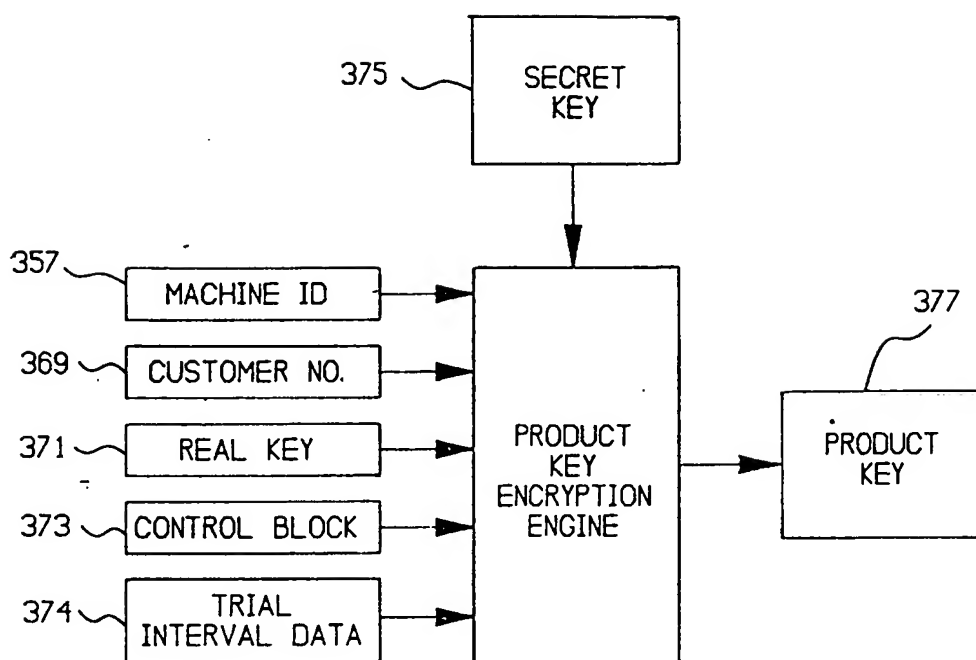 375
SECRET
KEY
357
MACHINE ID
377
369
CUSTOMER NO.
371
REAL KEY
PRODUCT
KEY
ENCRYPTION
ENGINE
PRODUCT
KEY
373
CONTROL BLOCK
374
TRIAL
INTERVAL DATA